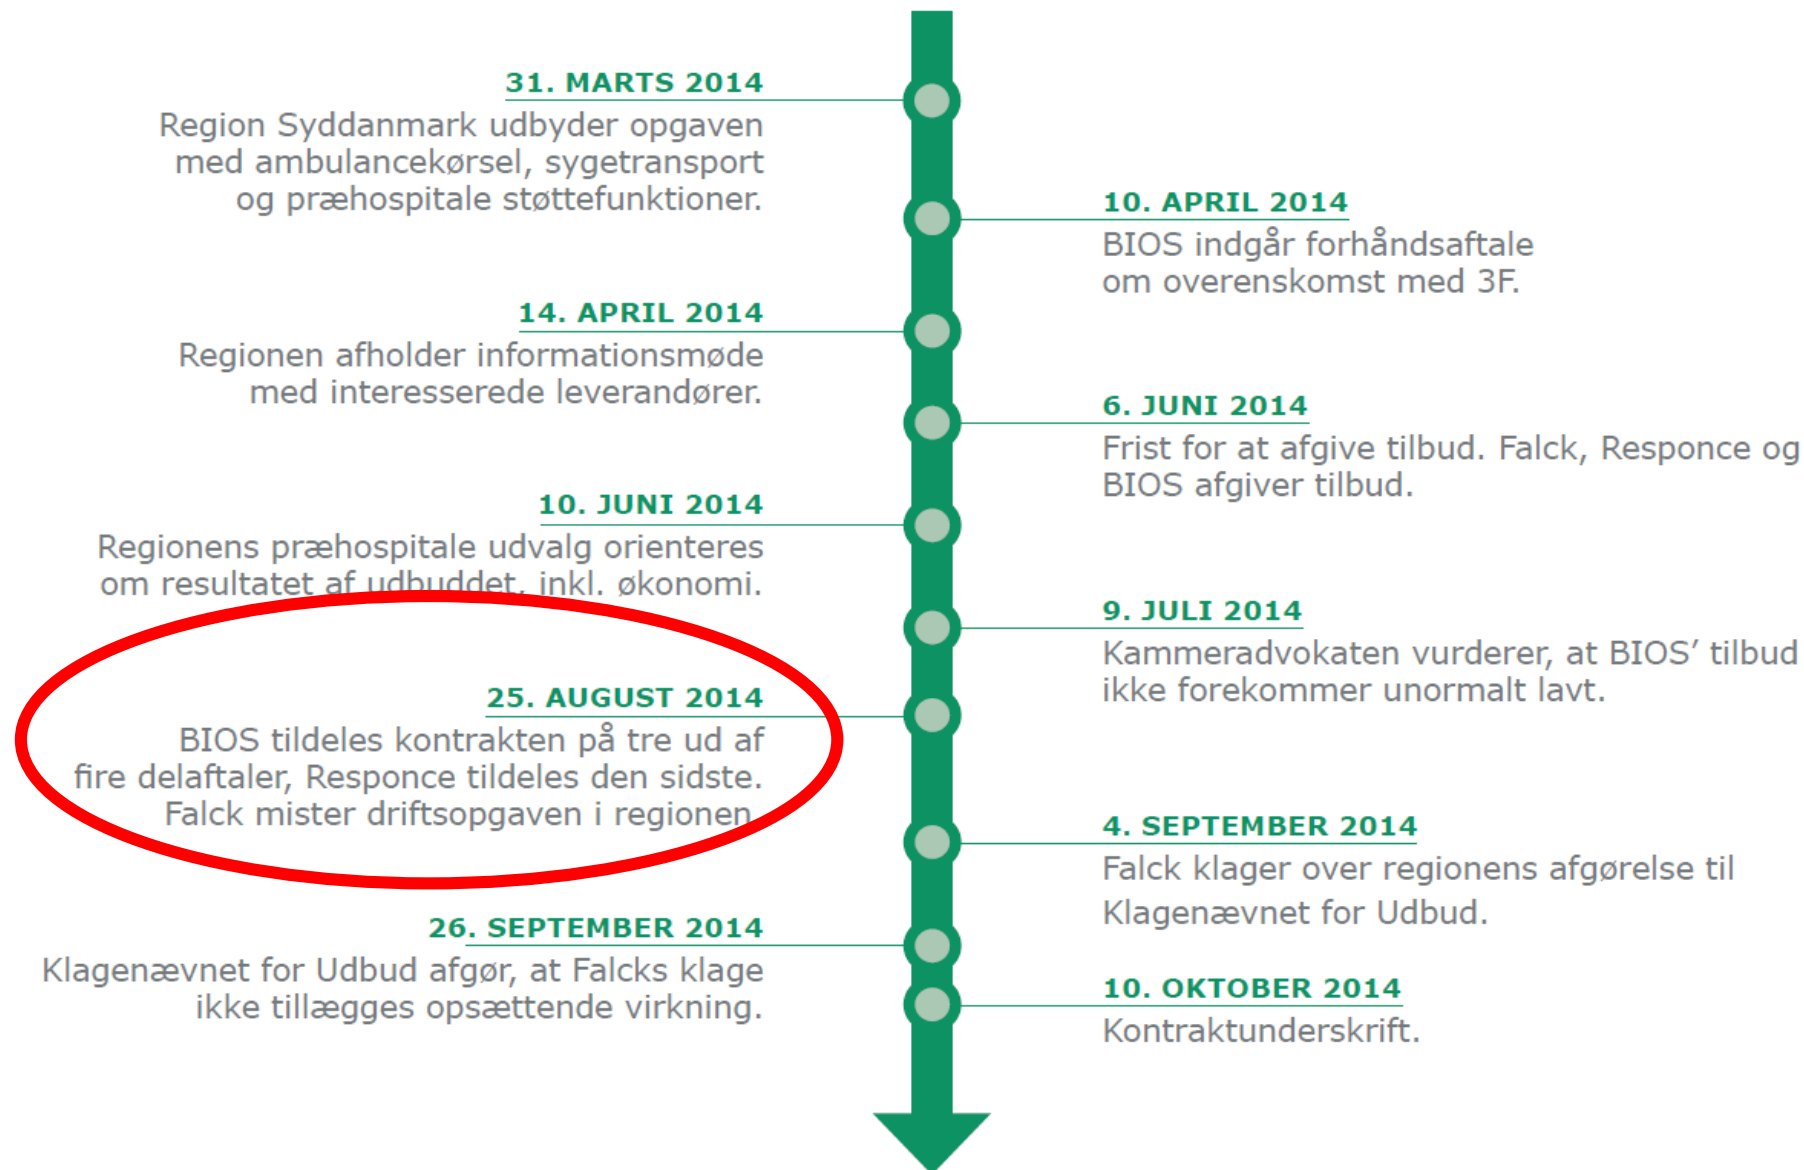 31. MARTS 2014
Region Syddanmark udbyder opgaven
med ambulancekørsel, sygetransport
og præhospitale støttefunktioner.
10. APRIL 2014
BIOS indgår forhåndsaftale
om overenskomst med 3F.
14. APRIL 2014
Regionen afholder informationsmøde
med interesserede leverandører.
6. JUNI 2014
Frist for at afgive tilbud. Falck, Responce og
BIOS afgiver tilbud.
10. JUNI 2014
Regionens præhospitale udvalg orienteres
om resultatet af udbuddet, inkl. økonomi.
9. JULI 2014
Kammeradvokaten vurderer, at BIOS’ tilbud
ikke forekommer unormalt lavt.
25. AUGUST 2014
BIOS tildeles kontrakten på tre ud af
fire delaftaler, Responce tildeles den sidste.
Falck mister driftsopgaven i regionen.
4. SEPTEMBER 2014
Falck klager over regionens afgørelse til
Klagenævnet for Udbud.
26. SEPTEMBER 2014
Klagenævnet for Udbud afgør, at Falcks klage
ikke tillægges opsættende virkning.
10. OKTOBER 2014
Kontraktunderskrift.